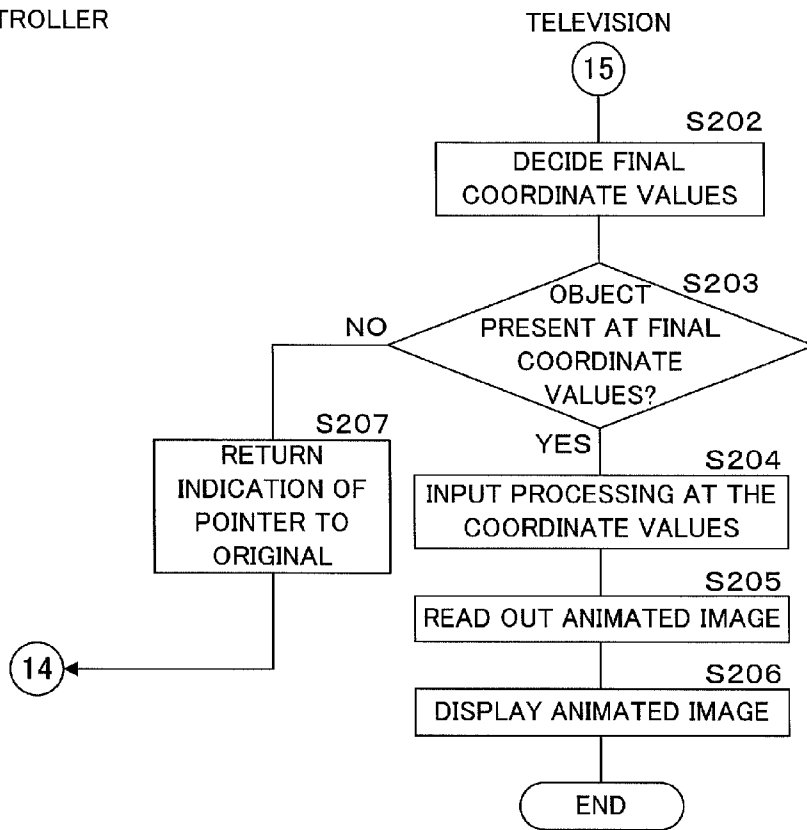 TROLLER
TELEVISION
15
S202
DECIDE FINAL
COORDINATE VALUES
S203
OBJECT
PRESENT AT FINAL
COORDINATE
VALUES?
NO
YES
S207
RETURN
INDICATION OF
POINTER TO
ORIGINAL
S204
INPUT PROCESSING AT THE
COORDINATE VALUES
S205
READ OUT ANIMATED IMAGE
14
S206
DISPLAY ANIMATED IMAGE
END